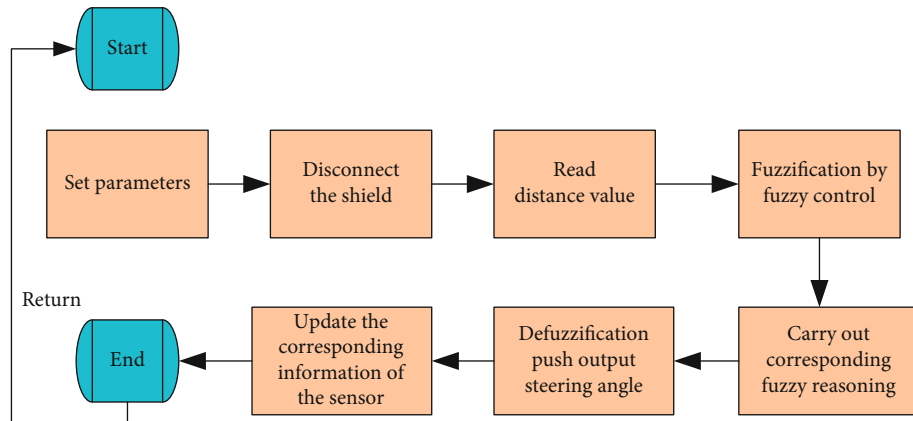 Start
Set parameters
Disconnect
the shield
Read
distance value
Fuzzification by
fuzzy control
Return
End
Update the
corresponding
information of
the sensor
Defuzzification
push output
steering angle
Carry out
corresponding
fuzzy reasoning